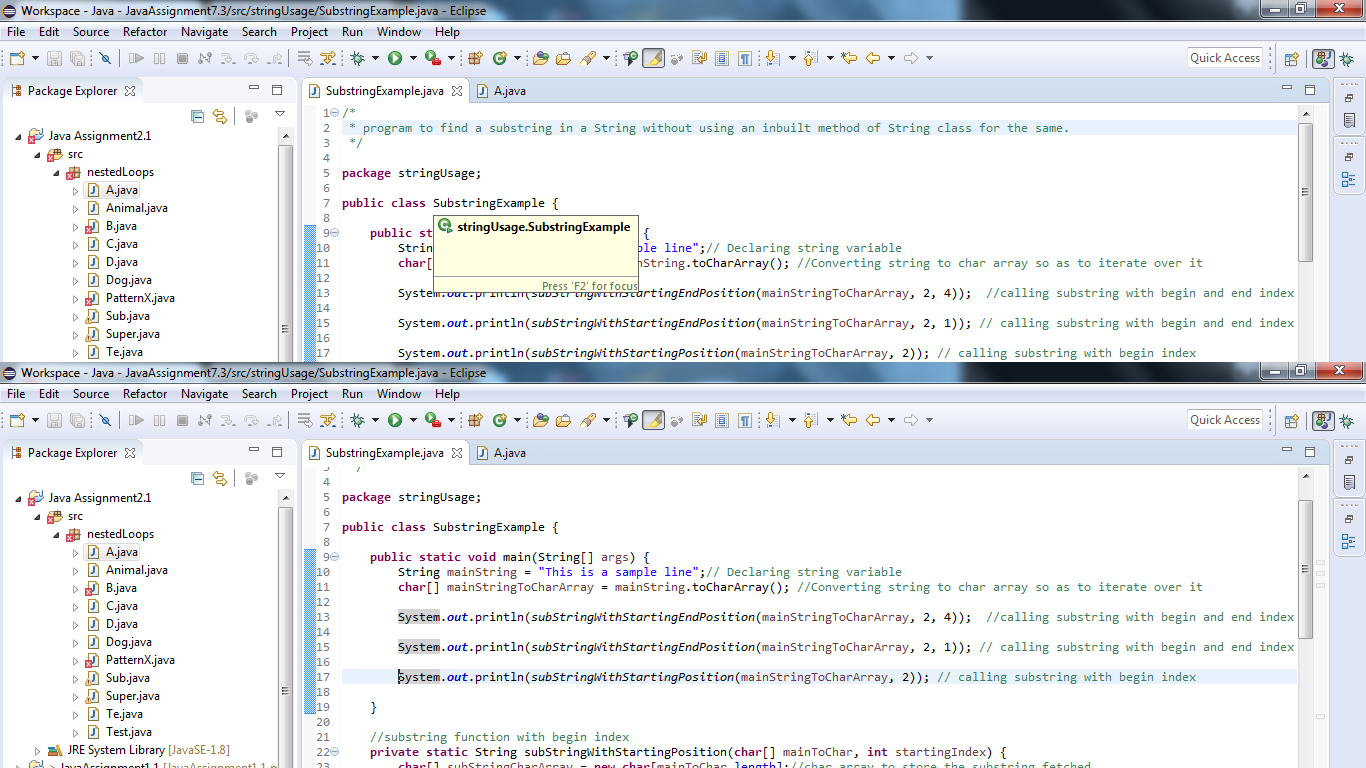 Workspace - Java - JavaAssignment7.3/src/stringUsage/SubstringExample.java - Eclipse
File Edit Source Refactor Navigate Search Project Run Window Help
Quick Access
Package Explorer
SubstringExample.java A.java
Java Assignment2.1
src
nestedLoops
A.java
Animal.java
B.java
C.java
D.java
Dog.java
PatternX.java
Sub.java
Super.java
Te.java
1 /*
2 * program to find a substring in a String without using an inbuilt method of String class for the same.
3 */
4
5 package stringUsage;
6
7 public class SubstringExample {
8
9 public st {
10 Strin le line";// Declaring string variable
11 char[ inString.toCharArray(); //Converting string to char array so as to iterate over it
stringUsage.SubstringExample
Press 'F2' for focus
13 System.out.println(subStringWithStartingEndPosition(mainStringToCharArray, 2, 4)); //calling substring with begin and end index
14
15 System.out.println(subStringWithStartingEndPosition(mainStringToCharArray, 2, 1)); // calling substring with begin and end index
16
17 System.out.println(subStringWithStartingPosition(mainStringToCharArray, 2)); // calling substring with begin index
Workspace - Java - JavaAssignment7.3/src/stringUsage/SubstringExample.java - Eclipse
File Edit Source Refactor Navigate Search Project Run Window Help
Quick Access
Package Explorer
SubstringExample.java A.java
Java Assignment2.1
src
nestedLoops
A.java
Animal.java
B.java
C.java
D.java
Dog.java
PatternX.java
Sub.java
Super.java
Te.java
Test.java
JRE System Library [JavaSE-1.8]
4
5 package stringUsage;
6
7 public class SubstringExample {
8
9 public static void main(String[] args) {
10 String mainString = "This is a sample line";// Declaring string variable
11 char[] mainStringToCharArray = mainString.toCharArray(); //Converting string to char array so as to iterate over it
12
13 System.out.println(subStringWithStartingEndPosition(mainStringToCharArray, 2, 4)); //calling substring with begin and end index
14
15 System.out.println(subStringWithStartingEndPosition(mainStringToCharArray, 2, 1)); // calling substring with begin and end index
16
17 System.out.println(subStringWithStartingPosition(mainStringToCharArray, 2)); // calling substring with begin index
18
19 }
20
21 //substring function with begin index
22 private static String subStringWithStartingPosition(char[] mainToChar, int startingIndex) {
23 char[] subStringCharArray = new char[mainToChar.length];//char array to store the substring fetched